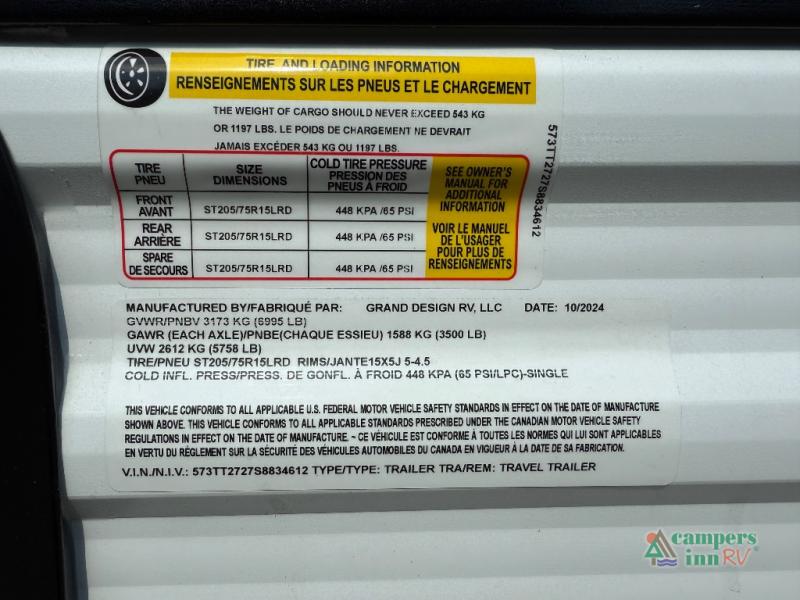 TIRE AND LOADING INFORMATION
RENSEIGNEMENTS SUR LES PNEUS ET LE CHARGEMENT
THE WEIGHT OF CARGO SHOULD NEVER EXCEED 543 KG
OR 1197 LBS. LE POIDS DE CHARGEMENT NE DEVRAIT
JAMAIS EXCÉDER 543 KG OU 1197 LBS.
TIRE
PNEU
SIZE
DIMENSIONS
COLD TIRE PRESSURE
PRESSION DES
PNEUS À FROID
FRONT
AVANT
ST205/75R15LRD
448 KPA /65 PSI
REAR
ARRIÈRE
ST205/75R15LRD
448 KPA /65 PSI
SPARE
DE SECOURS
ST205/75R15LRD
448 KPA /65 PSI
SEE OWNER'S
MANUAL FOR
ADDITIONAL
INFORMATION
VOIR LE MANUEL
DE L'USAGER
POUR PLUS DE
RENSEIGNEMENTS
573TT2727S8834612
MANUFACTURED BY/FABRIQUÉ PAR: GRAND DESIGN RV, LLC DATE: 10/2024
GVWR/PNBV 3173 KG (6995 LB)
GAWR (EACH AXLE)/PNBE(CHAQUE ESSIEU) 1588 KG (3500 LB)
UVW 2612 KG (5758 LB)
TIRE/PNEU ST205/75R15LRD RIMS/JANTE15X5J 5-4.5
COLD INFL. PRESS/PRESS. DE GONFL. À FROID 448 KPA (65 PSI/LPC)-SINGLE
THIS VEHICLE CONFORMS TO ALL APPLICABLE U.S. FEDERAL MOTOR VEHICLE SAFETY STANDARDS IN EFFECT ON THE DATE OF MANUFACTURE
SHOWN ABOVE. THIS VEHICLE CONFORMS TO ALL APPLICABLE STANDARDS PRESCRIBED UNDER THE CANADIAN MOTOR VEHICLE SAFETY
REGULATIONS IN EFFECT ON THE DATE OF MANUFACTURE. ~ CE VÉHICULE EST CONFORME À TOUTES LES NORMES QUI LUI SONT APPLICABLES
EN VERTU DU RÈGLEMENT SUR LA SÉCURITÉ DES VÉHICULES AUTOMOBILES DU CANADA EN VIGUEUR À LA DATE DE SA FABRICATION.
V.I.N./N.I.V.: 573TT2727S8834612 TYPE/TYPE: TRAILER TRA/REM: TRAVEL TRAILER
campers
inn RV®